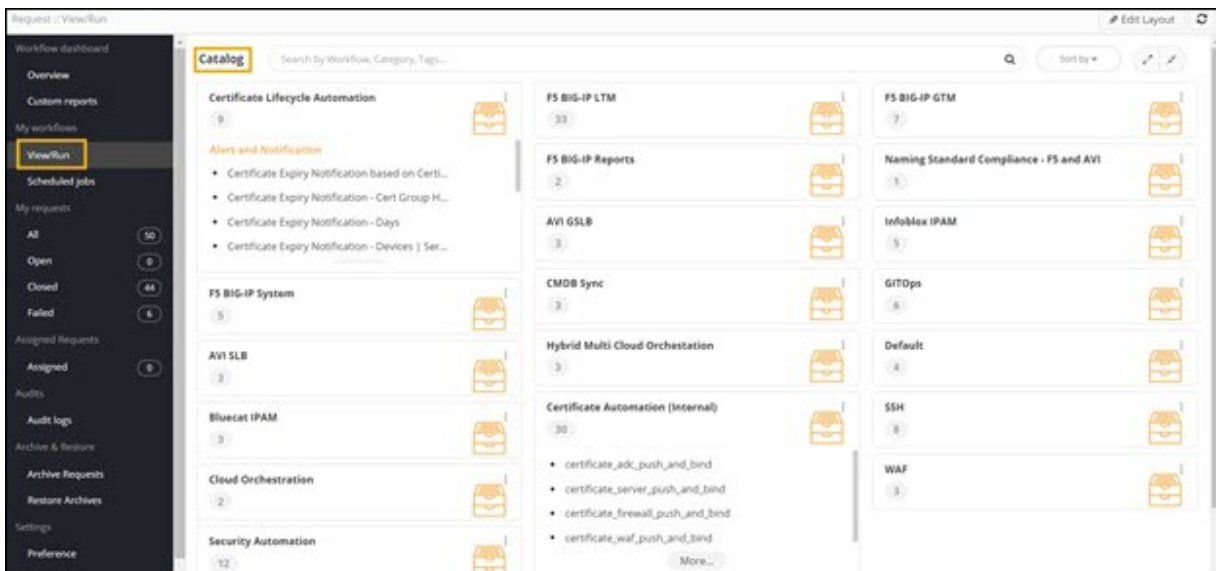 Request :: View/Run
Edit Layout
Workflow dashboard
Overview
Custom reports
My workflows
View/Run
Scheduled jobs
My requests
All 50
Open 0
Closed 44
Failed 6
Assigned Requests
Assigned 0
Audits
Audit logs
Archive & Restore
Archive Requests
Restore Archives
Settings
Preference
Catalog
Search by Workflow, Category, Tags...
Sort by
Certificate Lifecycle Automation
9
Alert and Notification
• Certificate Expiry Notification based on Certi...
• Certificate Expiry Notification - Cert Group H...
• Certificate Expiry Notification - Days
• Certificate Expiry Notification - Devices | Ser...
F5 BIG-IP System
5
AVI SLB
3
Bluecat IPAM
3
Cloud Orchestration
2
Security Automation
12
F5 BIG-IP LTM
33
F5 BIG-IP Reports
2
AVI GSLB
3
CMDB Sync
3
Hybrid Multi Cloud Orchestation
3
Certificate Automation (Internal)
30
• certificate_adc_push_and_bind
• certificate_server_push_and_bind
• certificate_firewall_push_and_bind
• certificate_waf_push_and_bind
More...
F5 BIG-IP GTM
7
Naming Standard Compliance - F5 and AVI
1
Infoblox IPAM
5
GITOps
6
Default
4
SSH
8
WAF
3